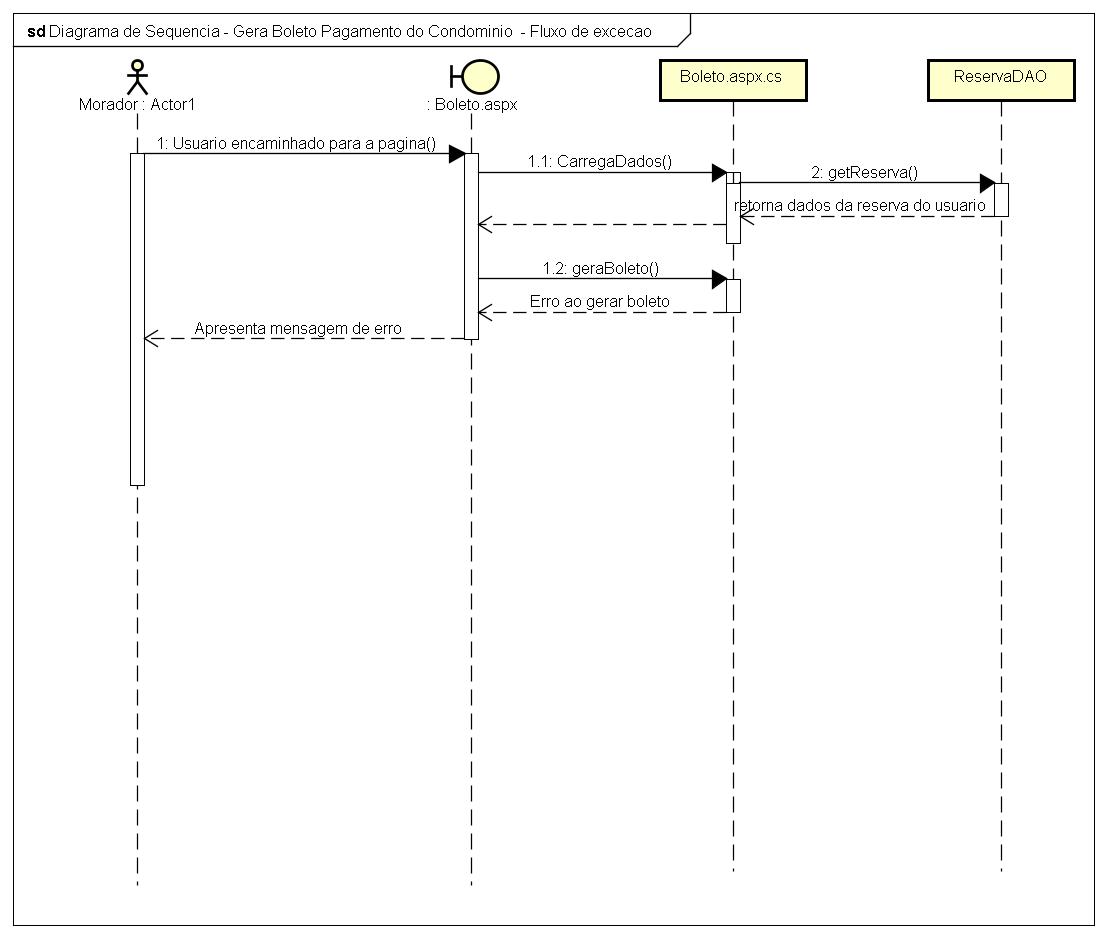 sd Diagrama de Sequencia - Gera Boleto Pagamento do Condominio - Fluxo de excecao
Morador : Actor1
: Boleto.aspx
Boleto.aspx.cs
ReservaDAO
1: Usuario encaminhado para a pagina()
1.1: CarregaDados()
2: getReserva()
retorna dados da reserva do usuario
1.2: geraBoleto()
Erro ao gerar boleto
Apresenta mensagem de erro